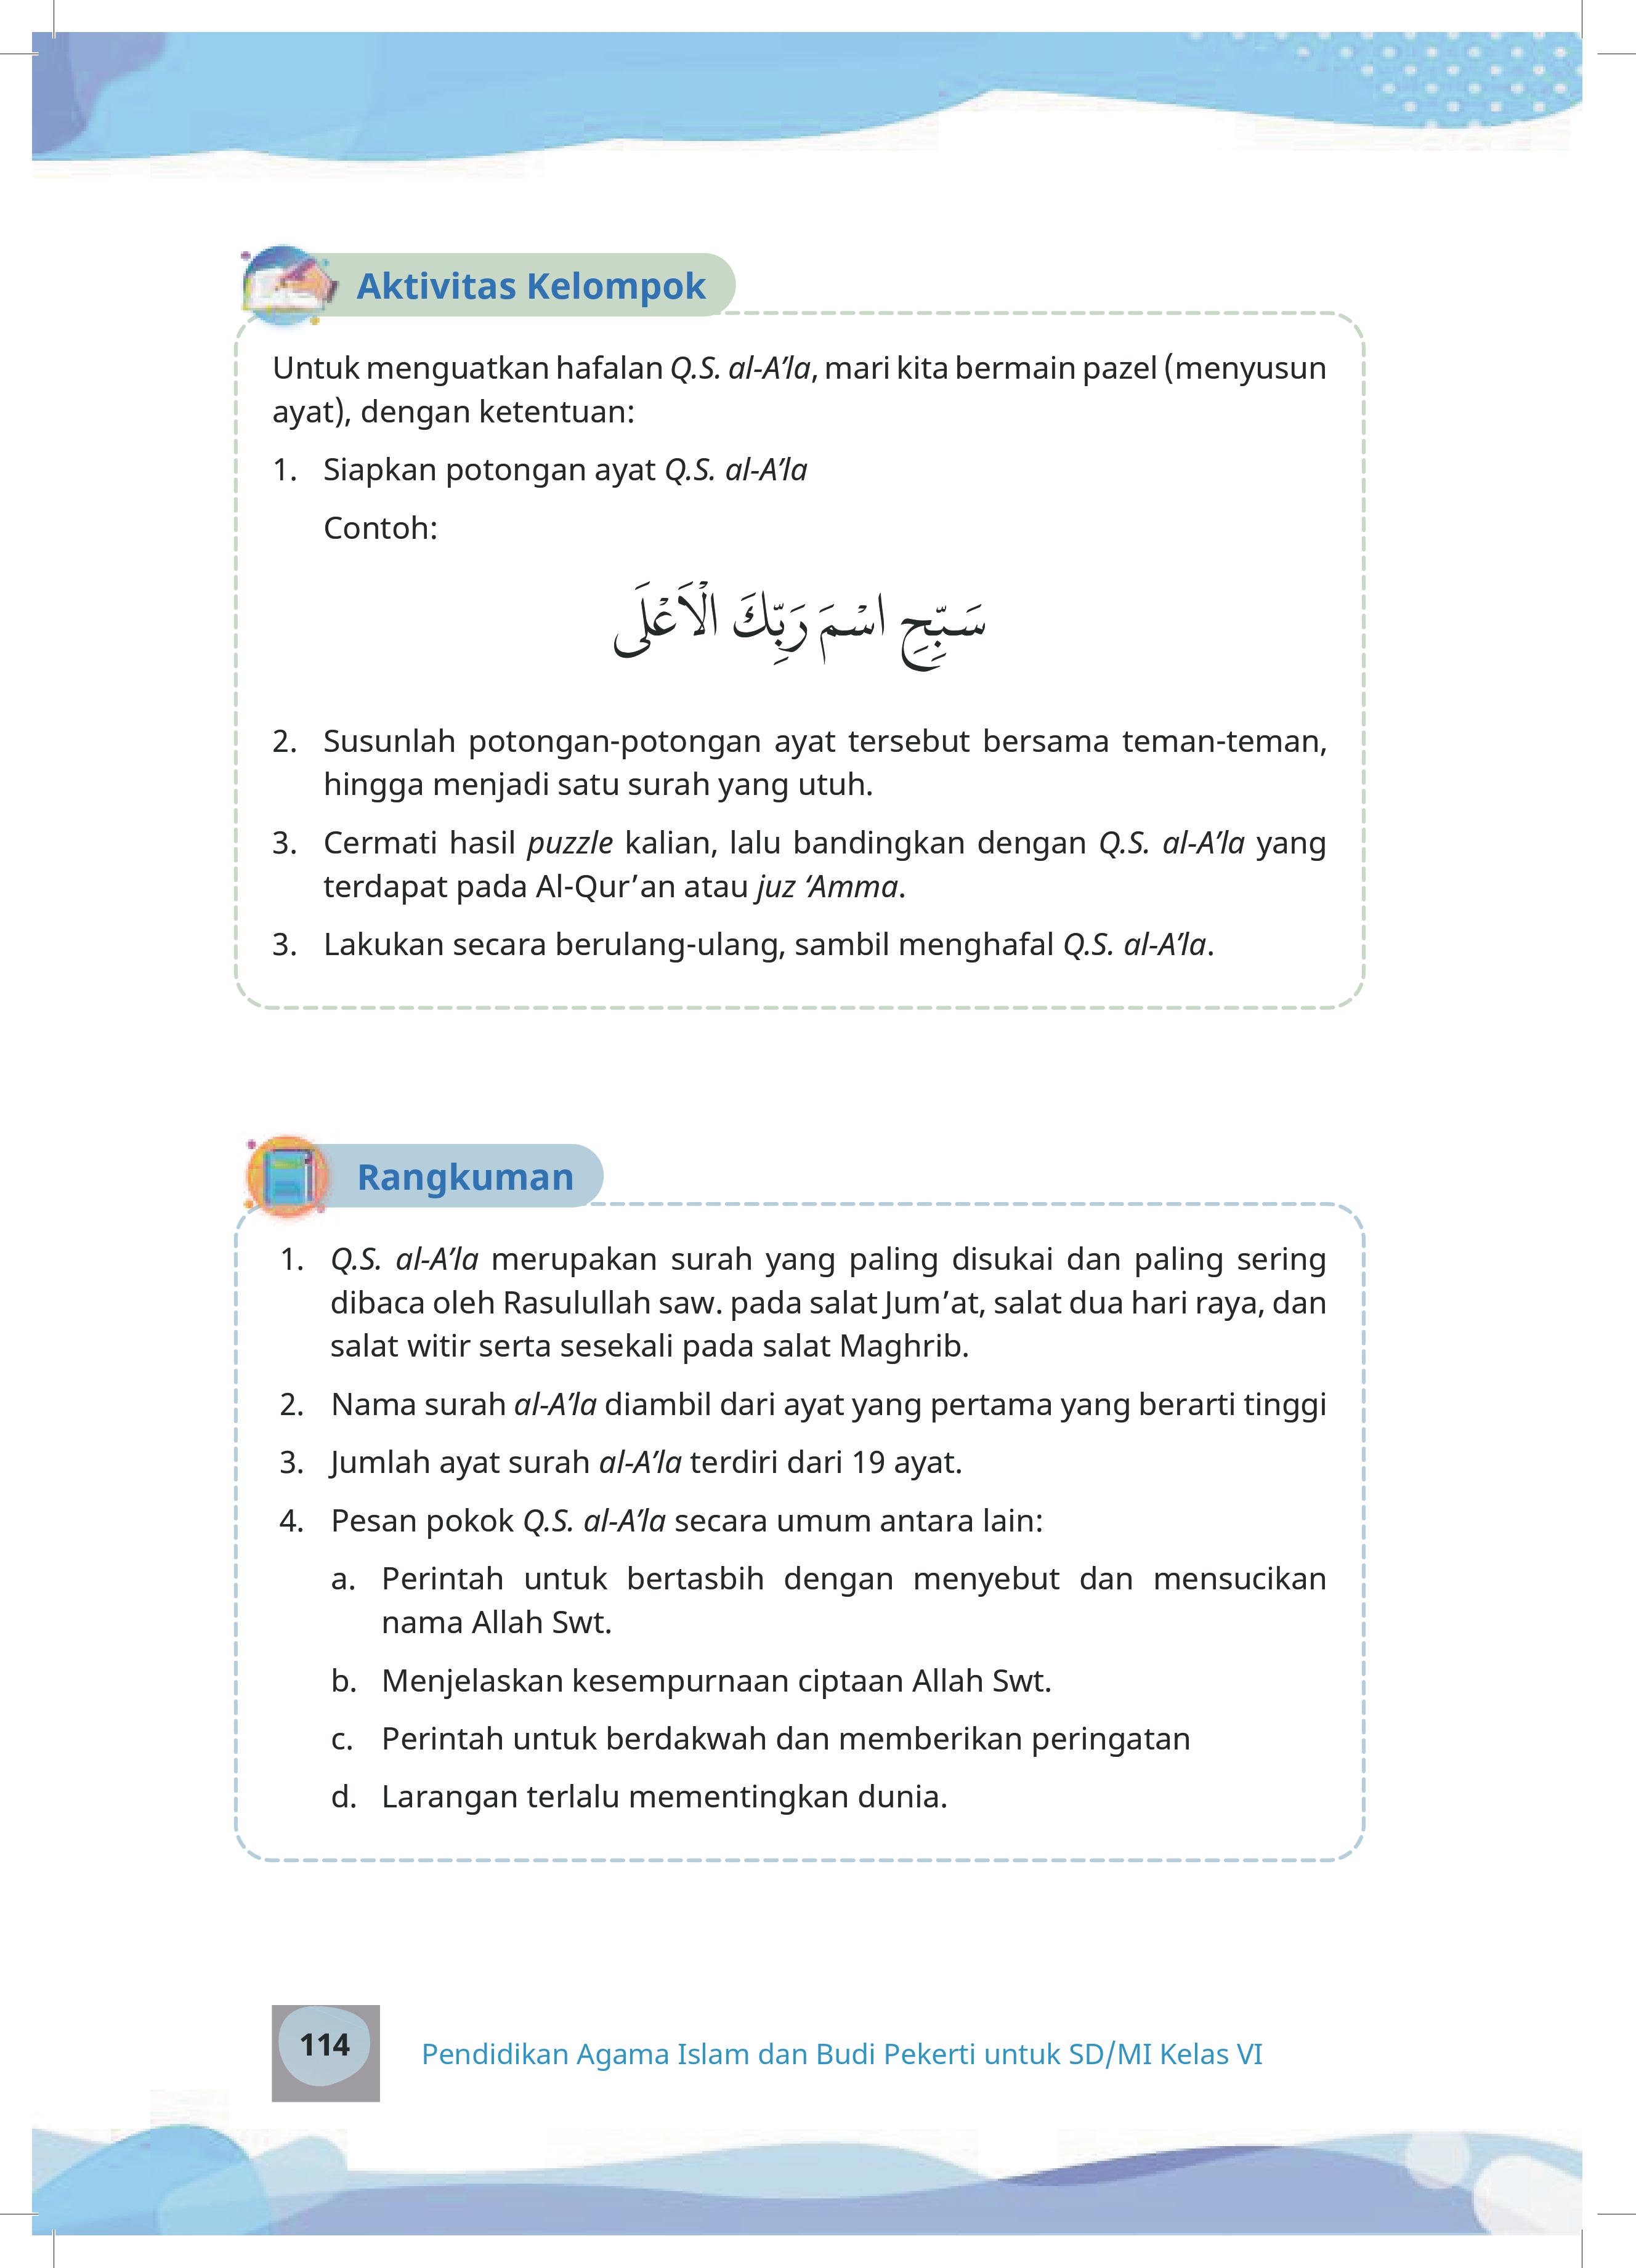 Aktivitas Kelompok
Untuk menguatkan hafalan Q.S. al-A’la, mari kita bermain pazel (menyusun
ayat), dengan ketentuan:
1. Siapkan potongan ayat Q.S. al-A’la
Contoh:
سَبِّحِ اسْمَ رَبِّكَ الْاَعْلَى
2. Susunlah potongan-potongan ayat tersebut bersama teman-teman,
hingga menjadi satu surah yang utuh.
3. Cermati hasil puzzle kalian, lalu bandingkan dengan Q.S. al-A’la yang
terdapat pada Al-Qur’an atau juz ‘Amma.
3. Lakukan secara berulang-ulang, sambil menghafal Q.S. al-A’la.
Rangkuman
1. Q.S. al-A’la merupakan surah yang paling disukai dan paling sering
dibaca oleh Rasulullah saw. pada salat Jum’at, salat dua hari raya, dan
salat witir serta sesekali pada salat Maghrib.
2. Nama surah al-A’la diambil dari ayat yang pertama yang berarti tinggi
3. Jumlah ayat surah al-A’la terdiri dari 19 ayat.
4. Pesan pokok Q.S. al-A’la secara umum antara lain:
a. Perintah untuk bertasbih dengan menyebut dan mensucikan
nama Allah Swt.
b. Menjelaskan kesempurnaan ciptaan Allah Swt.
c. Perintah untuk berdakwah dan memberikan peringatan
d. Larangan terlalu mementingkan dunia.
114 Pendidikan Agama Islam dan Budi Pekerti untuk SD/MI Kelas VI